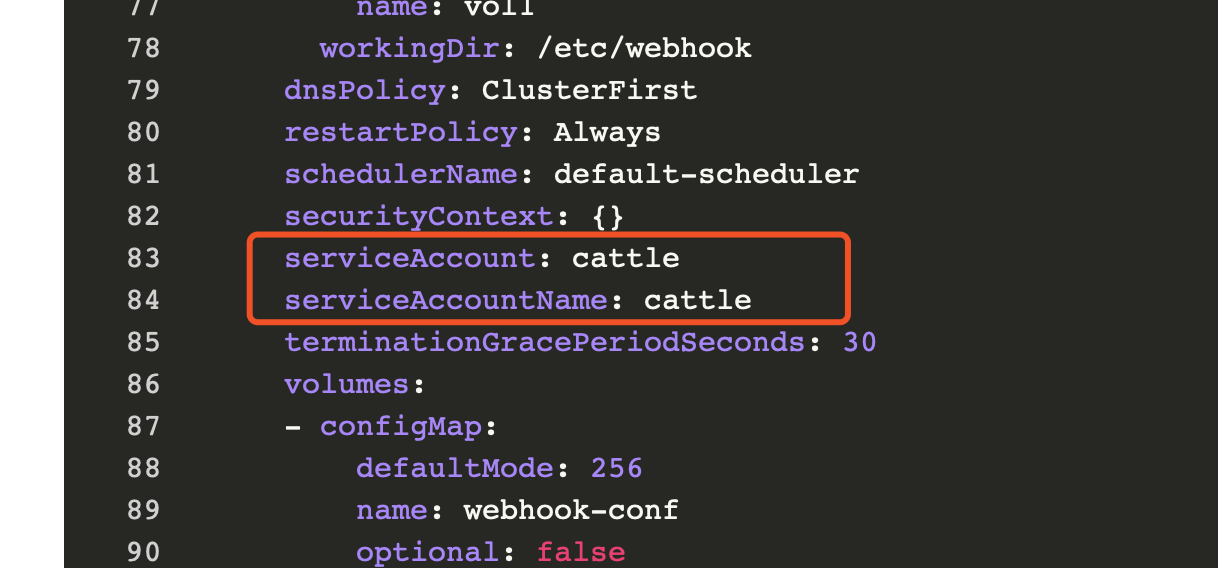 77 name: vol1
78 workingDir: /etc/webhook
79 dnsPolicy: ClusterFirst
80 restartPolicy: Always
81 schedulerName: default-scheduler
82 securityContext: {}
83 serviceAccount: cattle
84 serviceAccountName: cattle
85 terminationGracePeriodSeconds: 30
86 volumes:
87 - configMap:
88 defaultMode: 256
89 name: webhook-conf
90 optional: false